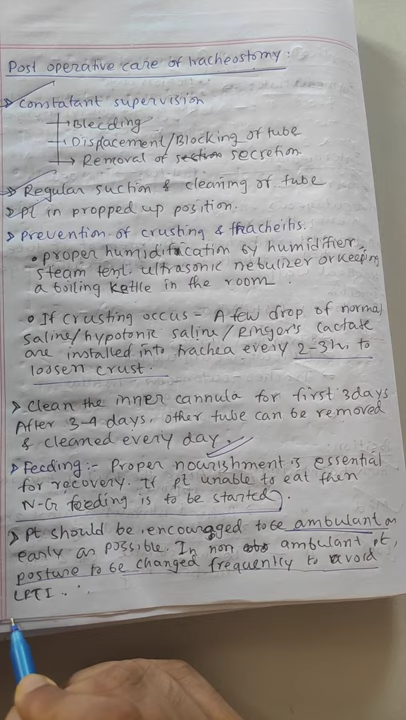 Post operative care of tracheostomy:
> Constatant supervision
→ Bleeding
→ Displacement/Blocking of tube
→ Removal of secretion
> Regular suction & cleaning of tube
> Pt in propped up position.
> Prevention of crusting & tracheitis.
• proper humidification by humidifier,
steam tent, ultrasonic nebulizer or keeping
a boiling kettle in the room.
• If crusting occus - A few drop of normal
saline/hypotonic saline/Ringer's lactate
are installed into trachea every 2-3h. to
loosen crust.
> Clean the inner cannula for first 3days
After 3-4 days, other tube can be removed
& cleaned every day.
> Feeding :- Proper nourishment is essential
for recovery. If pt unable to eat then
N-G feeding is to be started.
> Pt should be encouraged to be ambulant as
early as possible. In non ambulant pt,
posture to be changed frequently to avoid
LRTI.